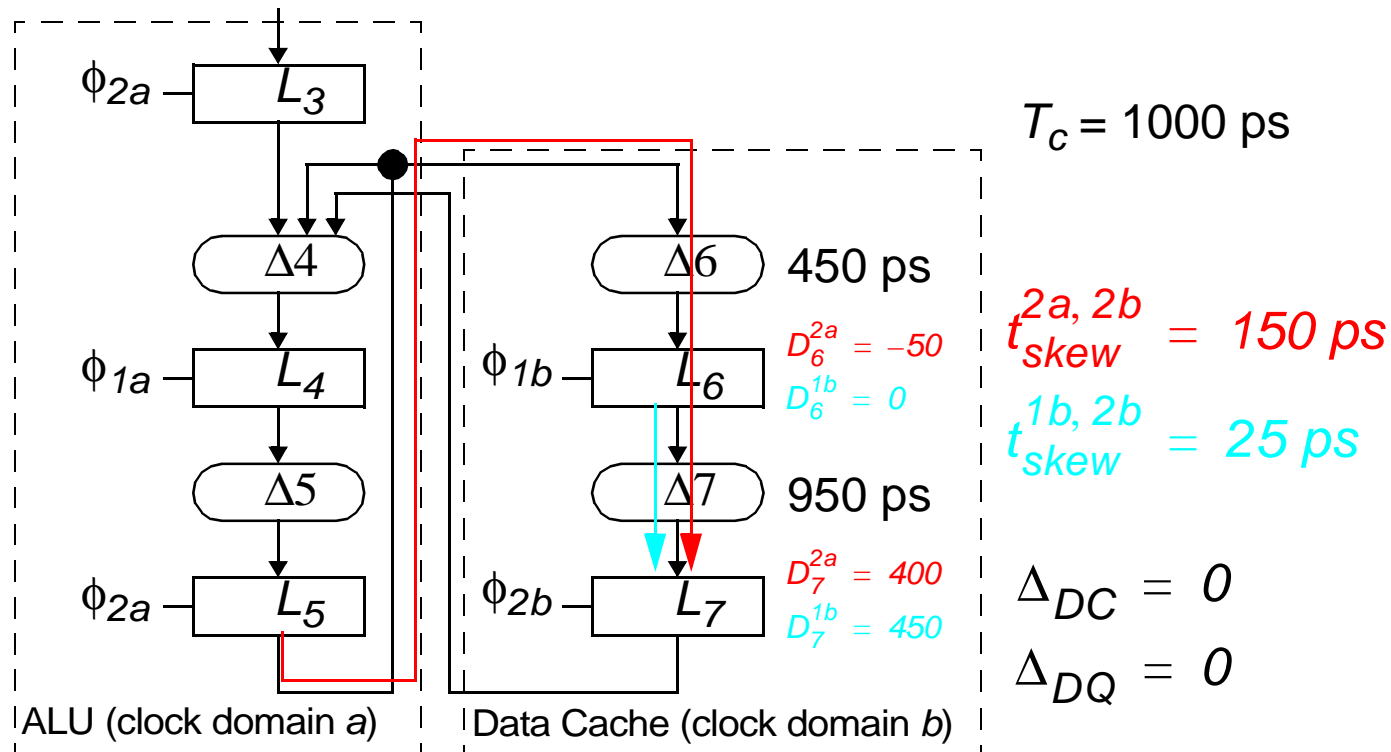 ϕ2a
L3
Tc = 1000 ps
Δ4
Δ6
450 ps
D6^2a = −50
D6^1b = 0
t skew^2a, 2b = 150 ps
t skew^1b, 2b = 25 ps
ϕ1a
L4
ϕ1b
L6
Δ5
Δ7
950 ps
D7^2a = 400
D7^1b = 450
ϕ2a
L5
ϕ2b
L7
ΔDC = 0
ΔDQ = 0
ALU (clock domain a)
Data Cache (clock domain b)